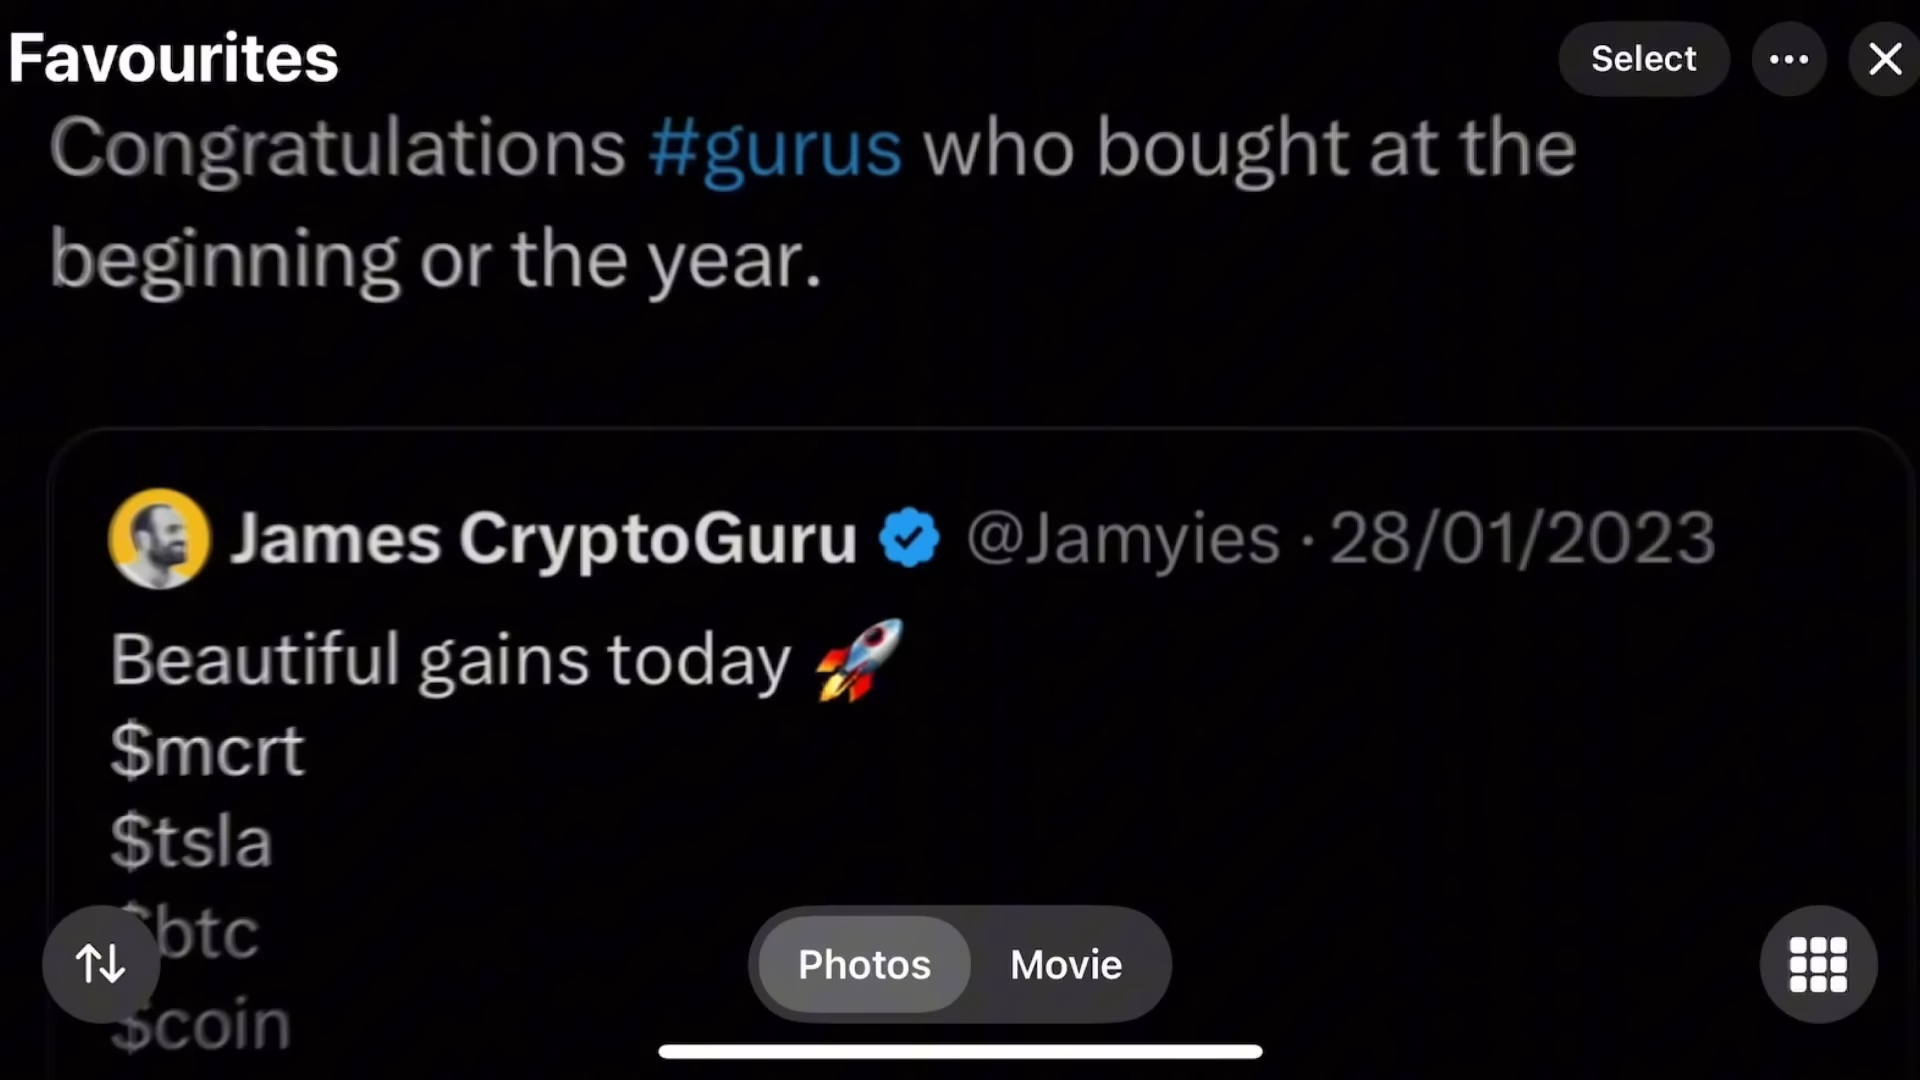 Favourites
Select
Congratulations #gurus who bought at the
beginning or the year.
James CryptoGuru @Jamyies · 28/01/2023
Beautiful gains today 🚀
$mcrt
$tsla
$btc
$coin
Photos
Movie